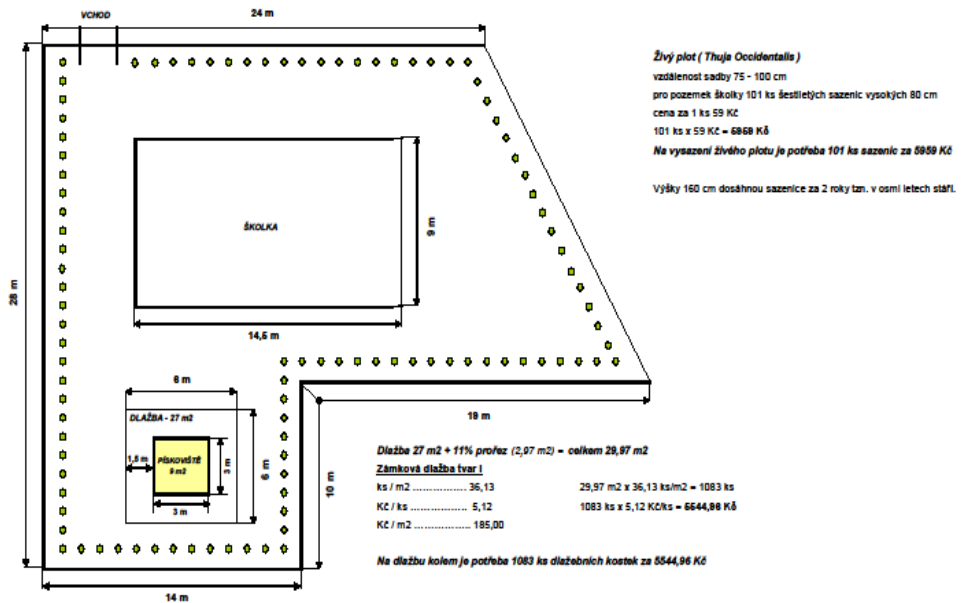 VCHOD
24 m
Živý plot ( Thuja Occidentalis )
vzdálenost sadby 75 - 100 cm
pro pozemek školky 101 ks šestiletých sazenic vysokých 80 cm
cena za 1 ks 59 Kč
101 ks x 59 Kč = 5959 Kč
Na vysazení živého plotu je potřeba 101 ks sazenic za 5959 Kč
Výšky 160 cm dosáhnou sazenice za 2 roky tzn. v osmi letech stáří.
ŠKOLKA
9 m
28 m
14,5 m
6 m
19 m
DLAŽBA - 27 m2
1,5 m
PÍSKOVIŠTĚ
9 m2
3 m
6 m
3 m
10 m
Dlažba 27 m2 + 11% prořez (2,97 m2) = celkem 29,97 m2
Zámková dlažba tvar I
ks / m2 ................ 36,13
29,97 m2 x 36,13 ks/m2 = 1083 ks
Kč / ks ................. 5,12
1083 ks x 5,12 Kč/ks = 5544,96 Kč
Kč / m2 ................ 185,00
Na dlažbu kolem je potřeba 1083 ks dlažebních kostek za 5544,96 Kč
14 m